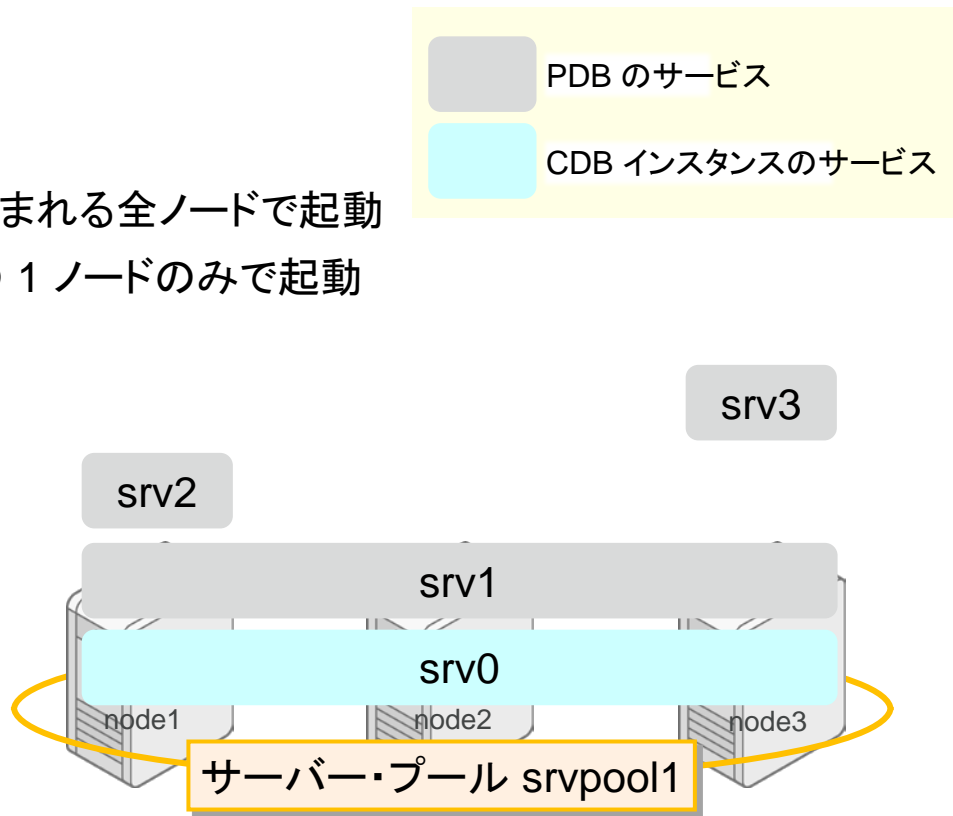 PDB のサービス
CDB インスタンスのサービス
まれる全ノードで起動
1 ノードのみで起動
srv3
srv2
srv1
srv0
node1
node2
node3
サーバー・プール srvpool1